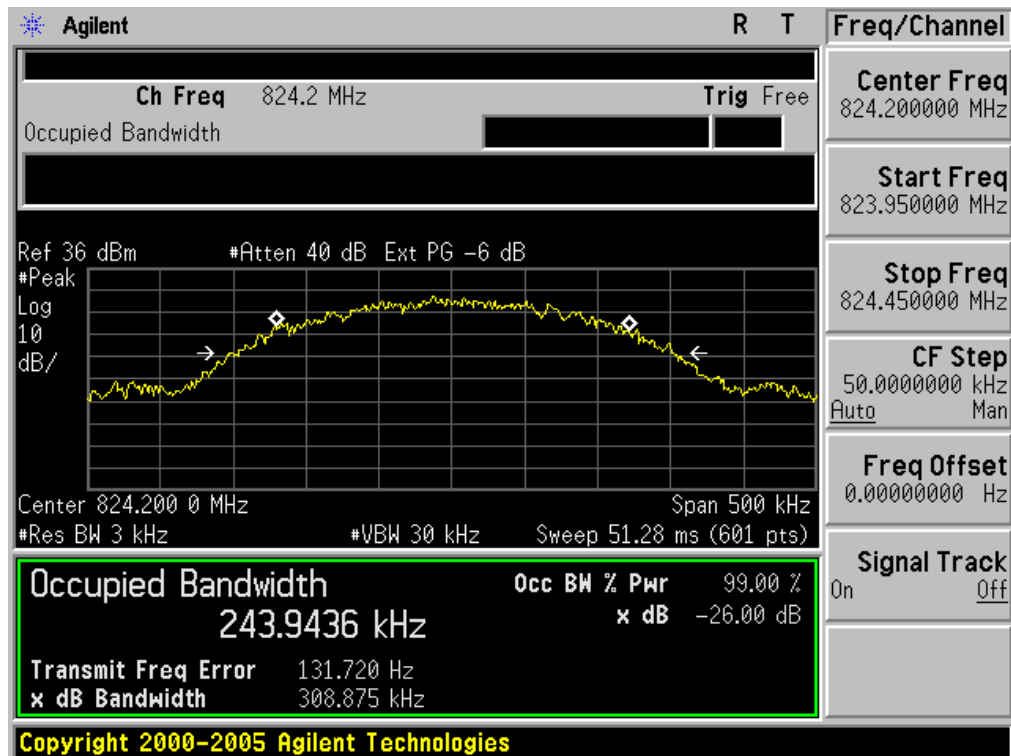 Agilent R T
Ch Freq 824.2 MHz Trig Free
Occupied Bandwidth
Ref 36 dBm #Atten 40 dB Ext PG -6 dB
#Peak
Log
10
dB/
Center 824.200 0 MHz Span 500 kHz
#Res BW 3 kHz #VBW 30 kHz Sweep 51.28 ms (601 pts)
Occupied Bandwidth
243.9436 kHz
Occ BW % Pwr 99.00 %
x dB -26.00 dB
Transmit Freq Error 131.720 Hz
x dB Bandwidth 308.875 kHz
Copyright 2000-2005 Agilent Technologies
Freq/Channel
Center Freq
824.200000 MHz
Start Freq
823.950000 MHz
Stop Freq
824.450000 MHz
CF Step
50.0000000 kHz
Auto Man
Freq Offset
0.00000000 Hz
Signal Track
On Off